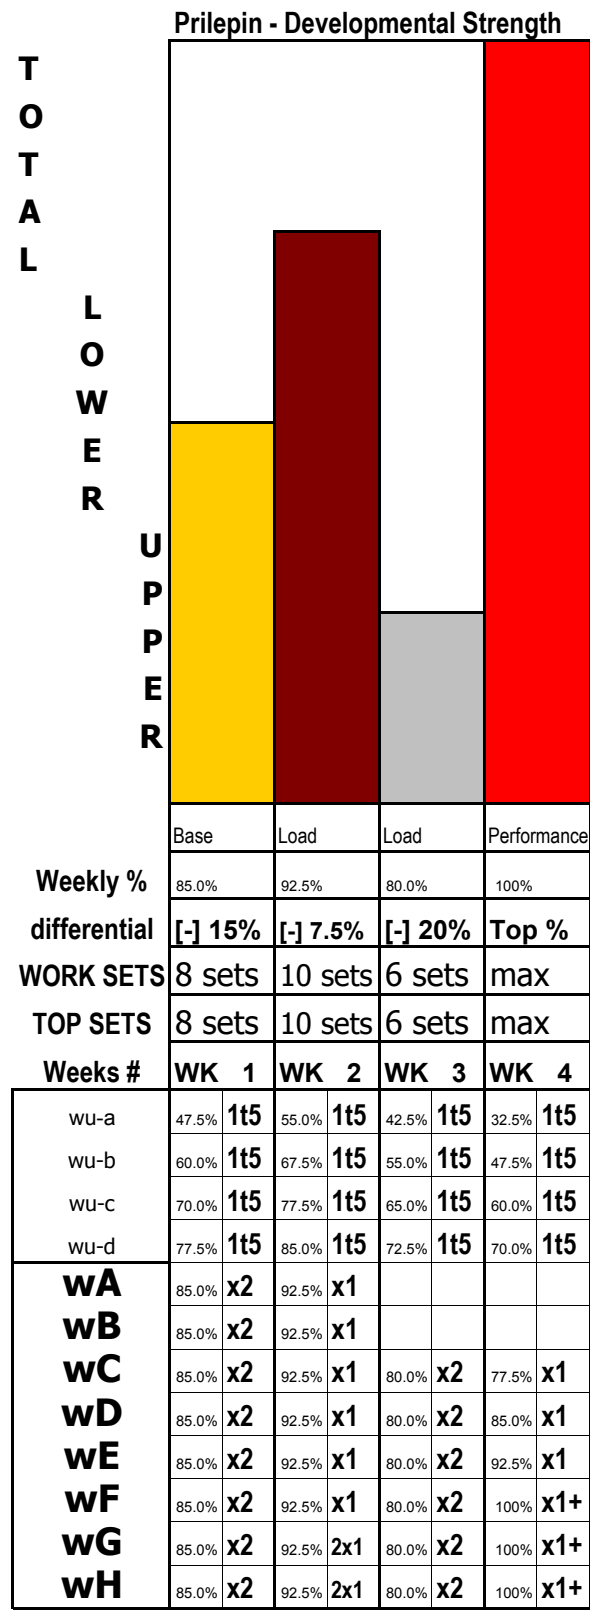 Prilepin - Developmental Strength
TOTAL
LOWER
UPPER
Base Load Load Performance
Weekly % 85.0% 92.5% 80.0% 100%
differential [-] 15% [-] 7.5% [-] 20% Top %
WORK SETS 8 sets 10 sets 6 sets max
TOP SETS 8 sets 10 sets 6 sets max
Weeks # WK 1 WK 2 WK 3 WK 4
wu-a 47.5% 1t5 55.0% 1t5 42.5% 1t5 32.5% 1t5
wu-b 60.0% 1t5 67.5% 1t5 55.0% 1t5 47.5% 1t5
wu-c 70.0% 1t5 77.5% 1t5 65.0% 1t5 60.0% 1t5
wu-d 77.5% 1t5 85.0% 1t5 72.5% 1t5 70.0% 1t5
wA 85.0% x2 92.5% x1
wB 85.0% x2 92.5% x1
wC 85.0% x2 92.5% x1 80.0% x2 77.5% x1
wD 85.0% x2 92.5% x1 80.0% x2 85.0% x1
wE 85.0% x2 92.5% x1 80.0% x2 92.5% x1
wF 85.0% x2 92.5% x1 80.0% x2 100% x1+
wG 85.0% x2 92.5% 2x1 80.0% x2 100% x1+
wH 85.0% x2 92.5% 2x1 80.0% x2 100% x1+